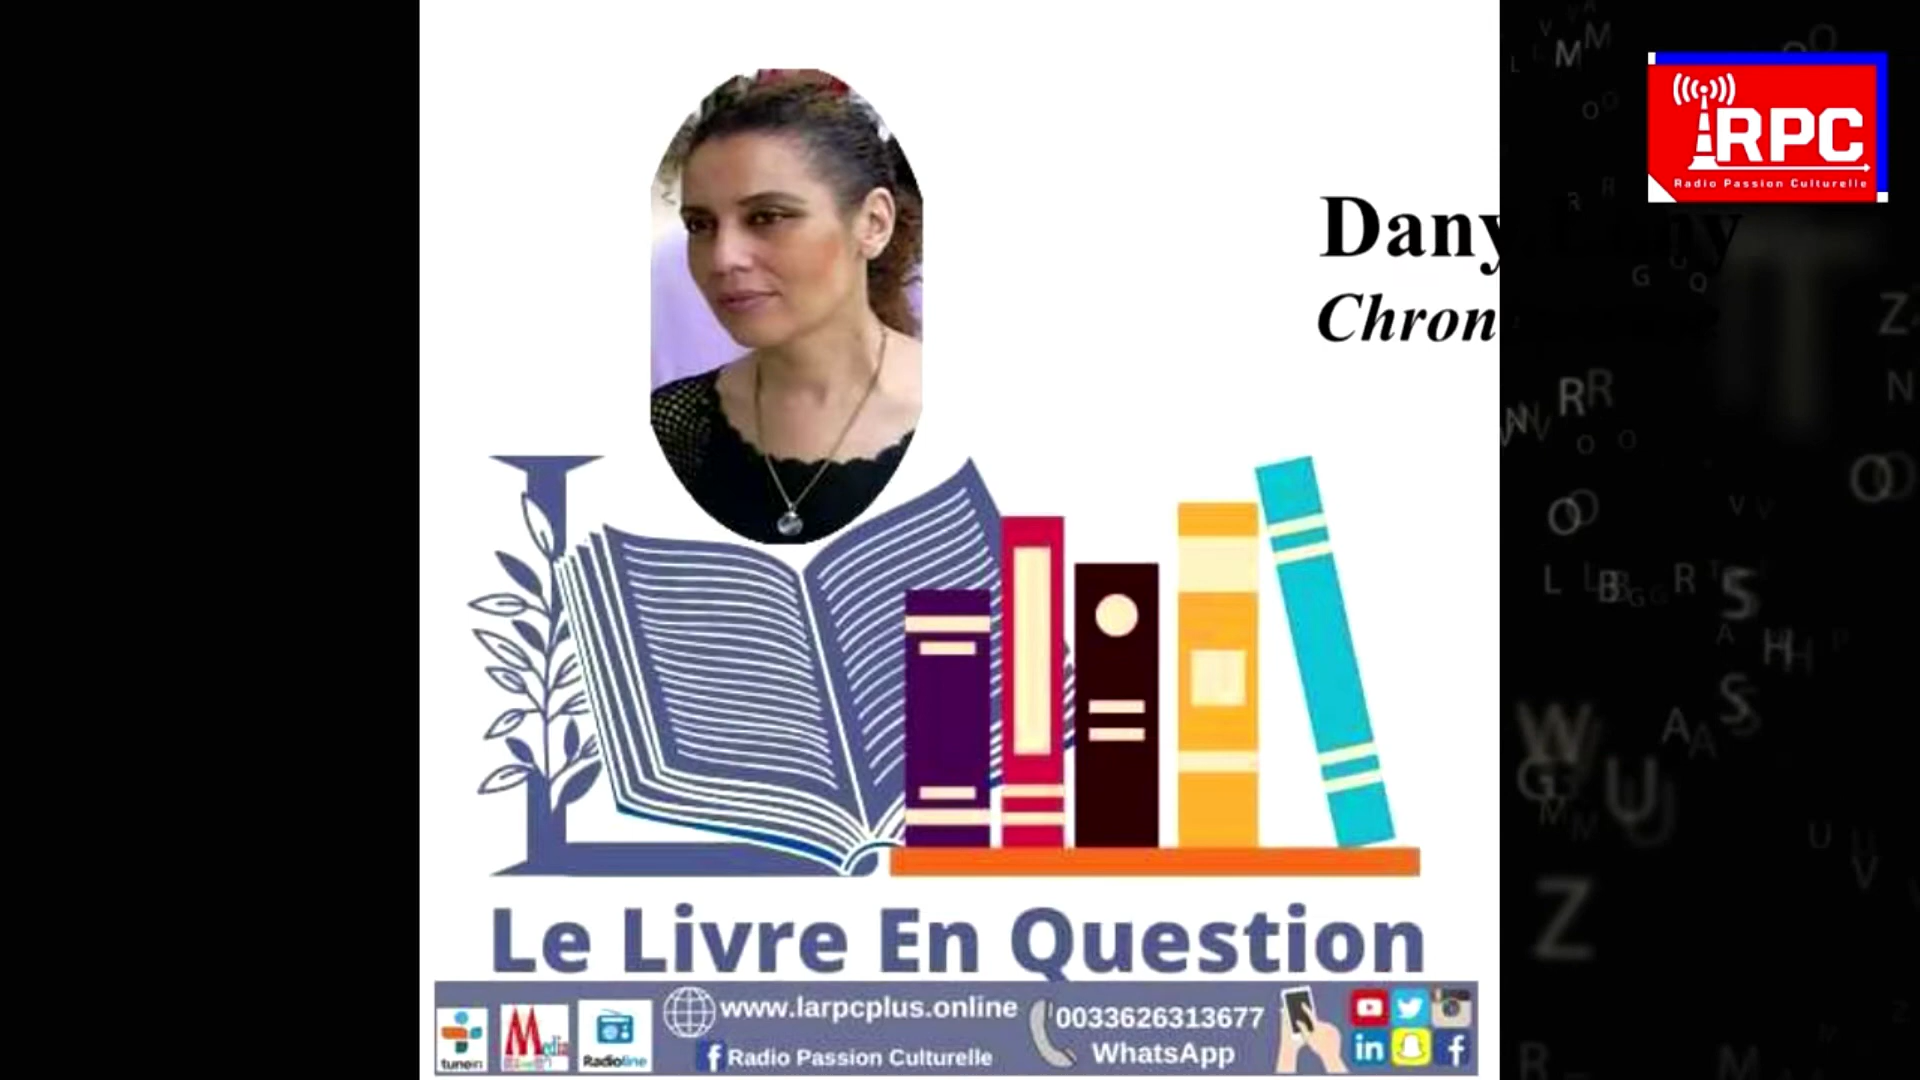 RPC
Radio Passion Culturelle
Dany
Chron
Le Livre En Question
www.larpcplus.online
0033626313677
WhatsApp
Radio Passion Culturelle
tunein
Media
Radioline